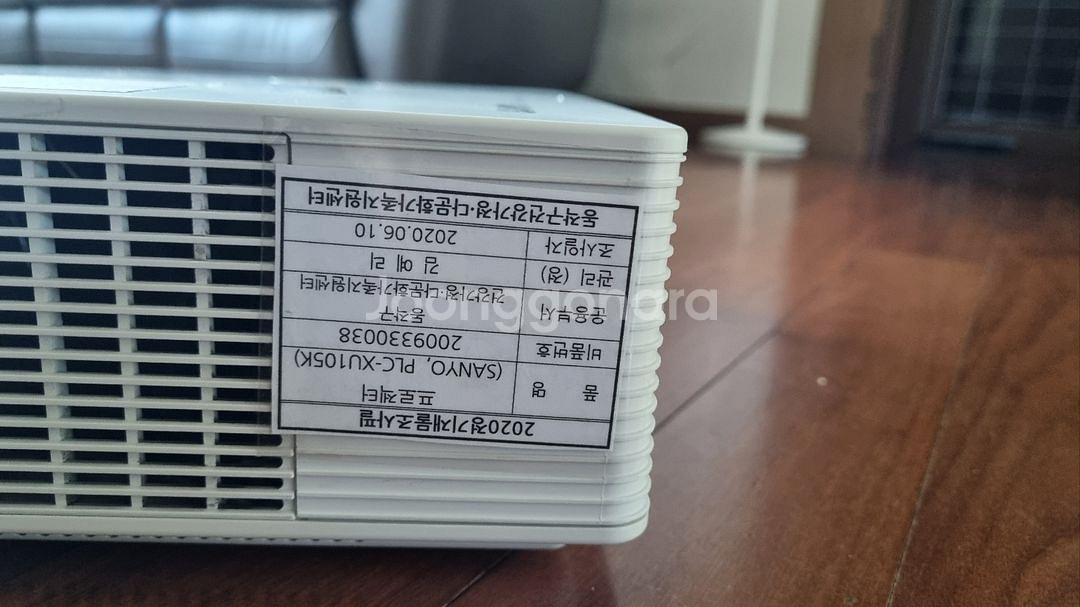 2020정기재물조사필
품 명 프로젝터
(SANYO, PLC-XU105K)
비품번호 2009330038
운용부서 동작구
건강가정·다문화가족지원센터
관리 (정) 김 예 리
조사일자 2020.06.10
동작구건강가정·다문화가족지원센터
Joonggonara